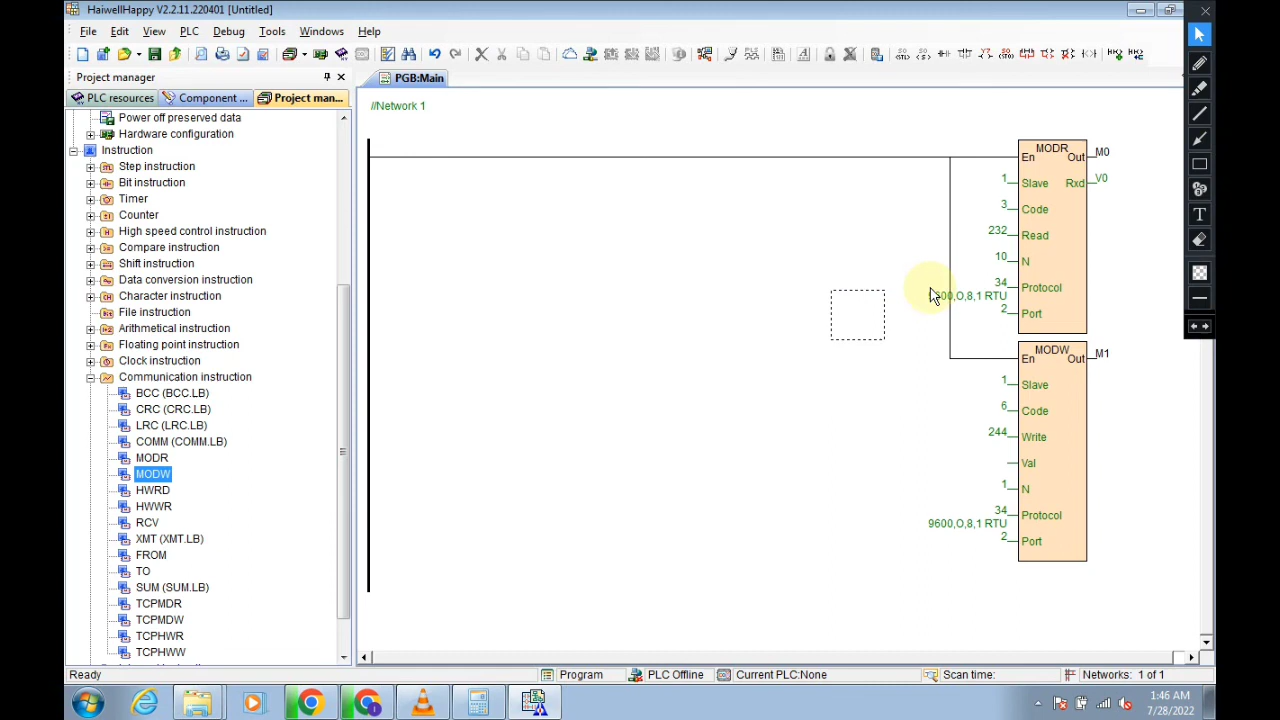 HaiwellHappy V2.2.11.220401 [Untitled]
File Edit View PLC Debug Tools Windows Help
Project manager
PLC resources Component ... Project man...
Power off preserved data
Hardware configuration
Instruction
Step instruction
Bit instruction
Timer
Counter
High speed control instruction
Compare instruction
Shift instruction
Data conversion instruction
Character instruction
File instruction
Arithmetical instruction
Floating point instruction
Clock instruction
Communication instruction
BCC (BCC.LB)
CRC (CRC.LB)
LRC (LRC.LB)
COMM (COMM.LB)
MODR
MODW
HWRD
HWWR
RCV
XMT (XMT.LB)
FROM
TO
SUM (SUM.LB)
TCPMDR
TCPMDW
TCPHWR
TCPHWW
PGB:Main
//Network 1
MODR
En Out M0
1 Slave Rxd V0
3 Code
232 Read
10 N
34 Protocol
O,8,1 RTU
2 Port
MODW
En Out M1
1 Slave
6 Code
244 Write
Val
1 N
34 Protocol
9600,O,8,1 RTU
2 Port
Ready Program PLC Offline Current PLC:None Scan time: Networks: 1 of 1
1:46 AM
7/28/2022